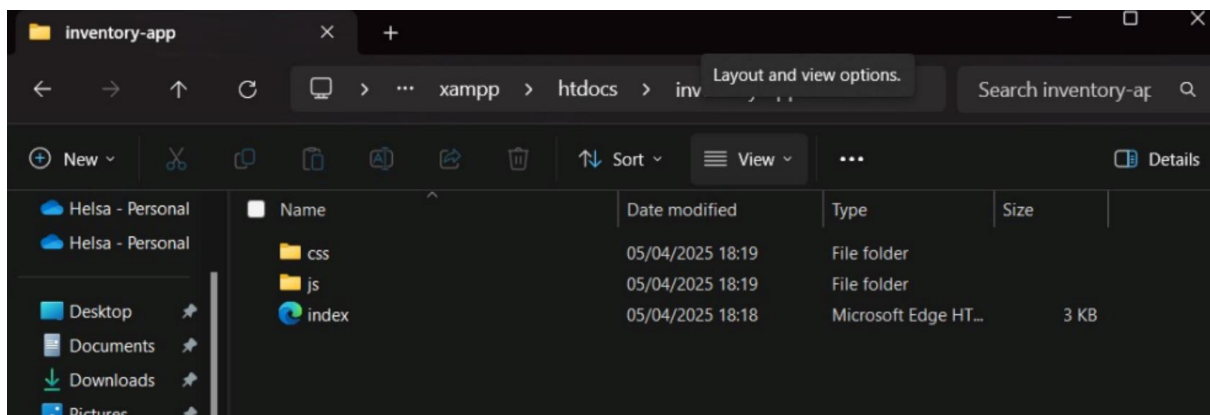 inventory-app
xampp > htdocs > inv
Layout and view options.
Search inventory-ap
New
Sort
View
Details
Helsa - Personal
Helsa - Personal
Desktop
Documents
Downloads
Pictures
Name Date modified Type Size
css 05/04/2025 18:19 File folder
js 05/04/2025 18:19 File folder
index 05/04/2025 18:18 Microsoft Edge HT... 3 KB